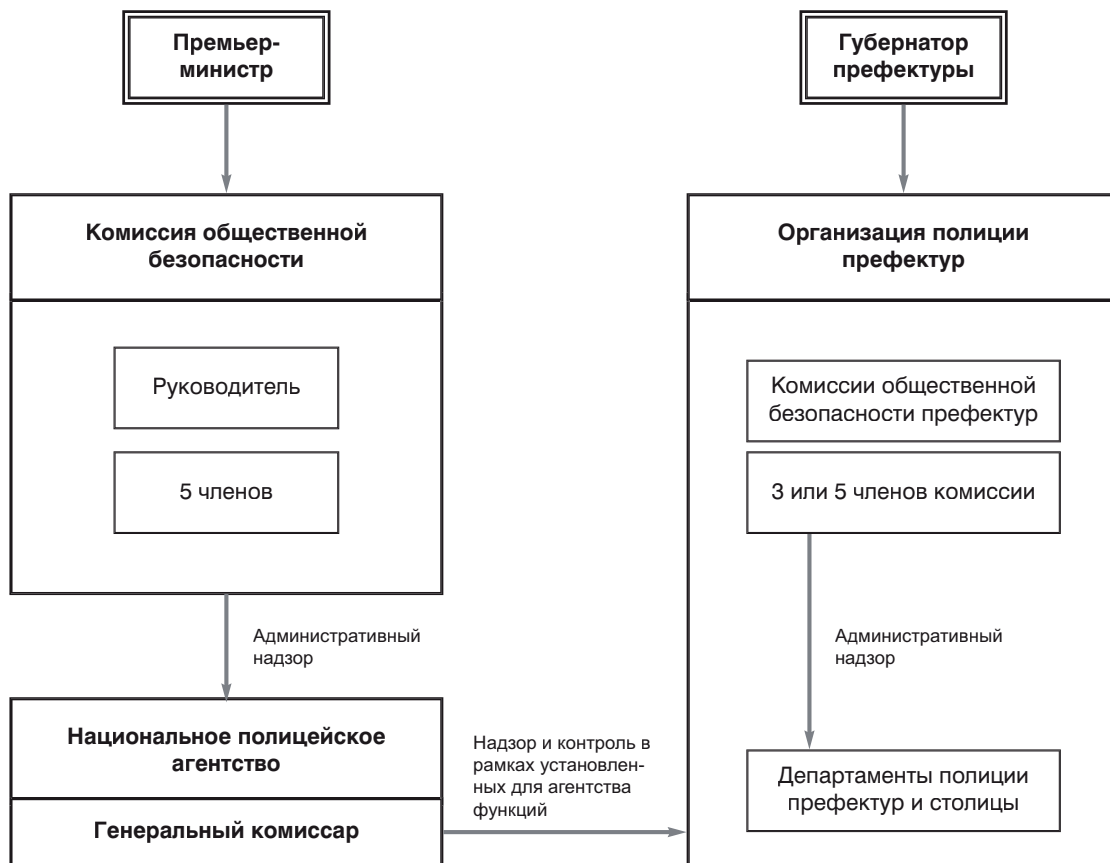 Премьер-
министр
Губернатор
префектуры
Комиссия общественной
безопасности
Организация полиции
префектур
Руководитель
5 членов
Комиссии общественной
безопасности префектур
3 или 5 членов комиссии
Административный
надзор
Административный
надзор
Национальное полицейское
агентство
Генеральный комиссар
Надзор и контроль в
рамках установлен-
ных для агентства
функций
Департаменты полиции
префектур и столицы